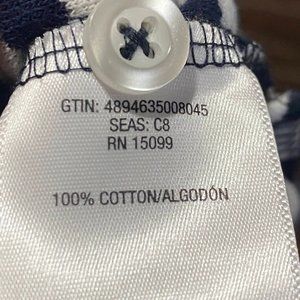 GTIN: 4894635008045
SEAS: C8
RN 15099
100% COTTON/ALGODÓN